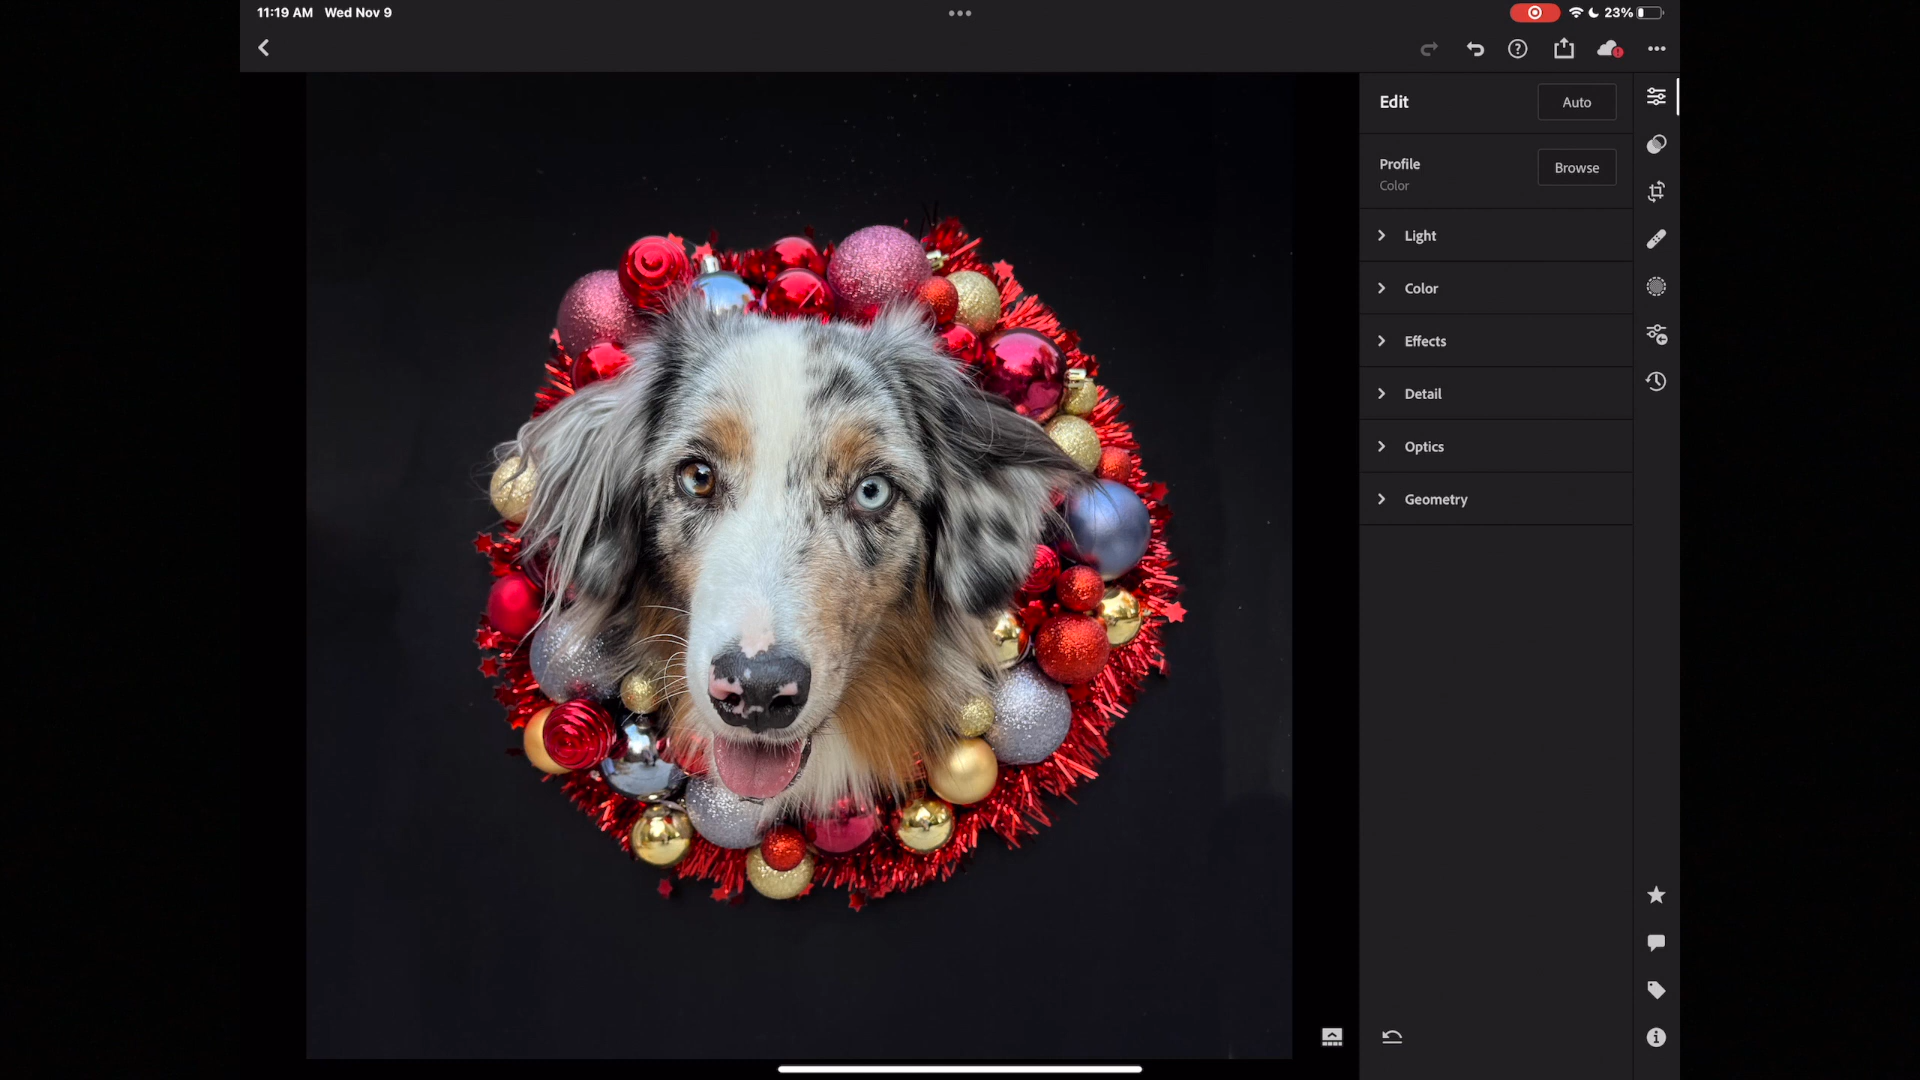 11:19 AM Wed Nov 9
23%
Edit
Auto
Profile
Color
Browse
Light
Color
Effects
Detail
Optics
Geometry